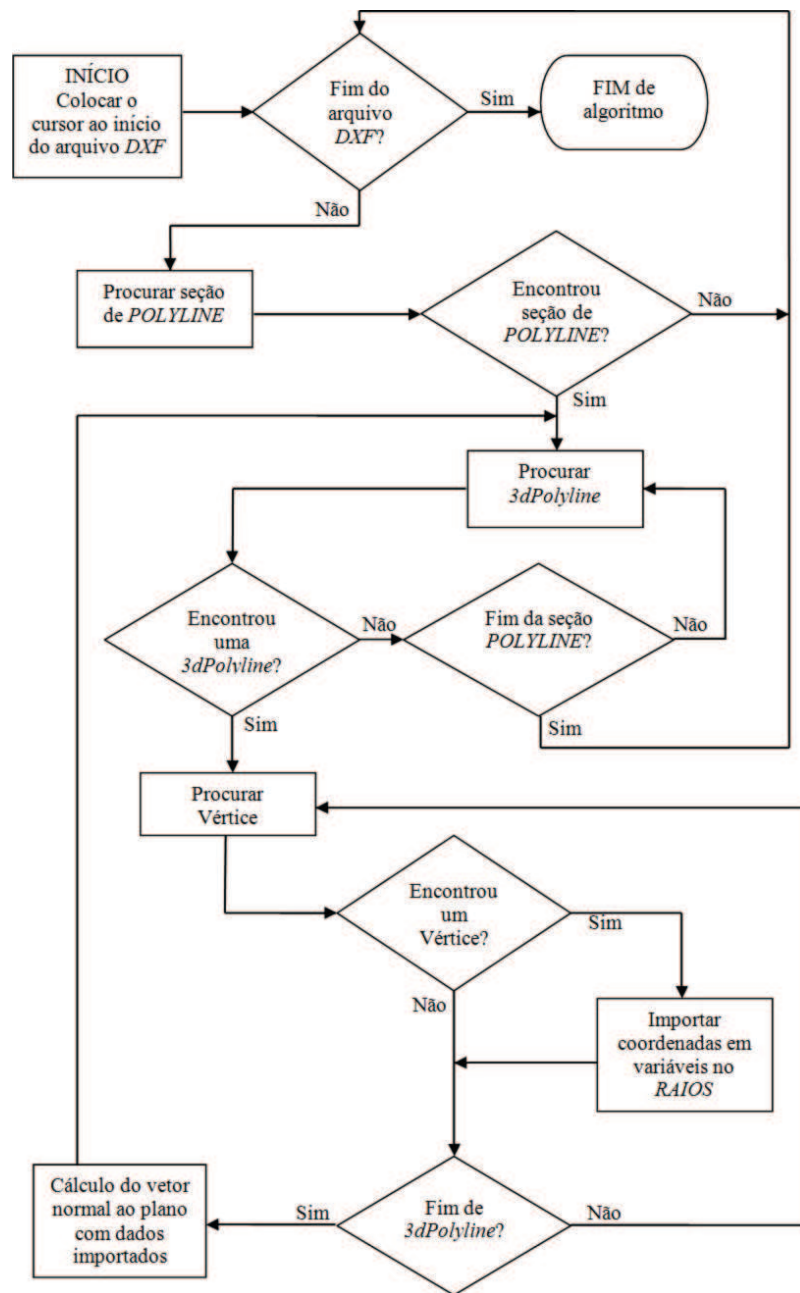 INÍCIO
Colocar o
cursor ao início
do arquivo DXF
Fim do
arquivo
DXF?
Sim
FIM de
algoritmo
Não
Procurar seção
de POLYLINE
Encontrou
seção de
POLYLINE?
Não
Sim
Procurar
3dPolyline
Encontrou
uma
3dPolyline?
Não
Fim da seção
POLYLINE?
Não
Sim
Sim
Procurar
Vértice
Encontrou
um
Vértice?
Sim
Não
Importar
coordenadas em
variáveis no
RAIOS
Cálculo do vetor
normal ao plano
com dados
importados
Sim
Fim de
3dPolyline?
Não